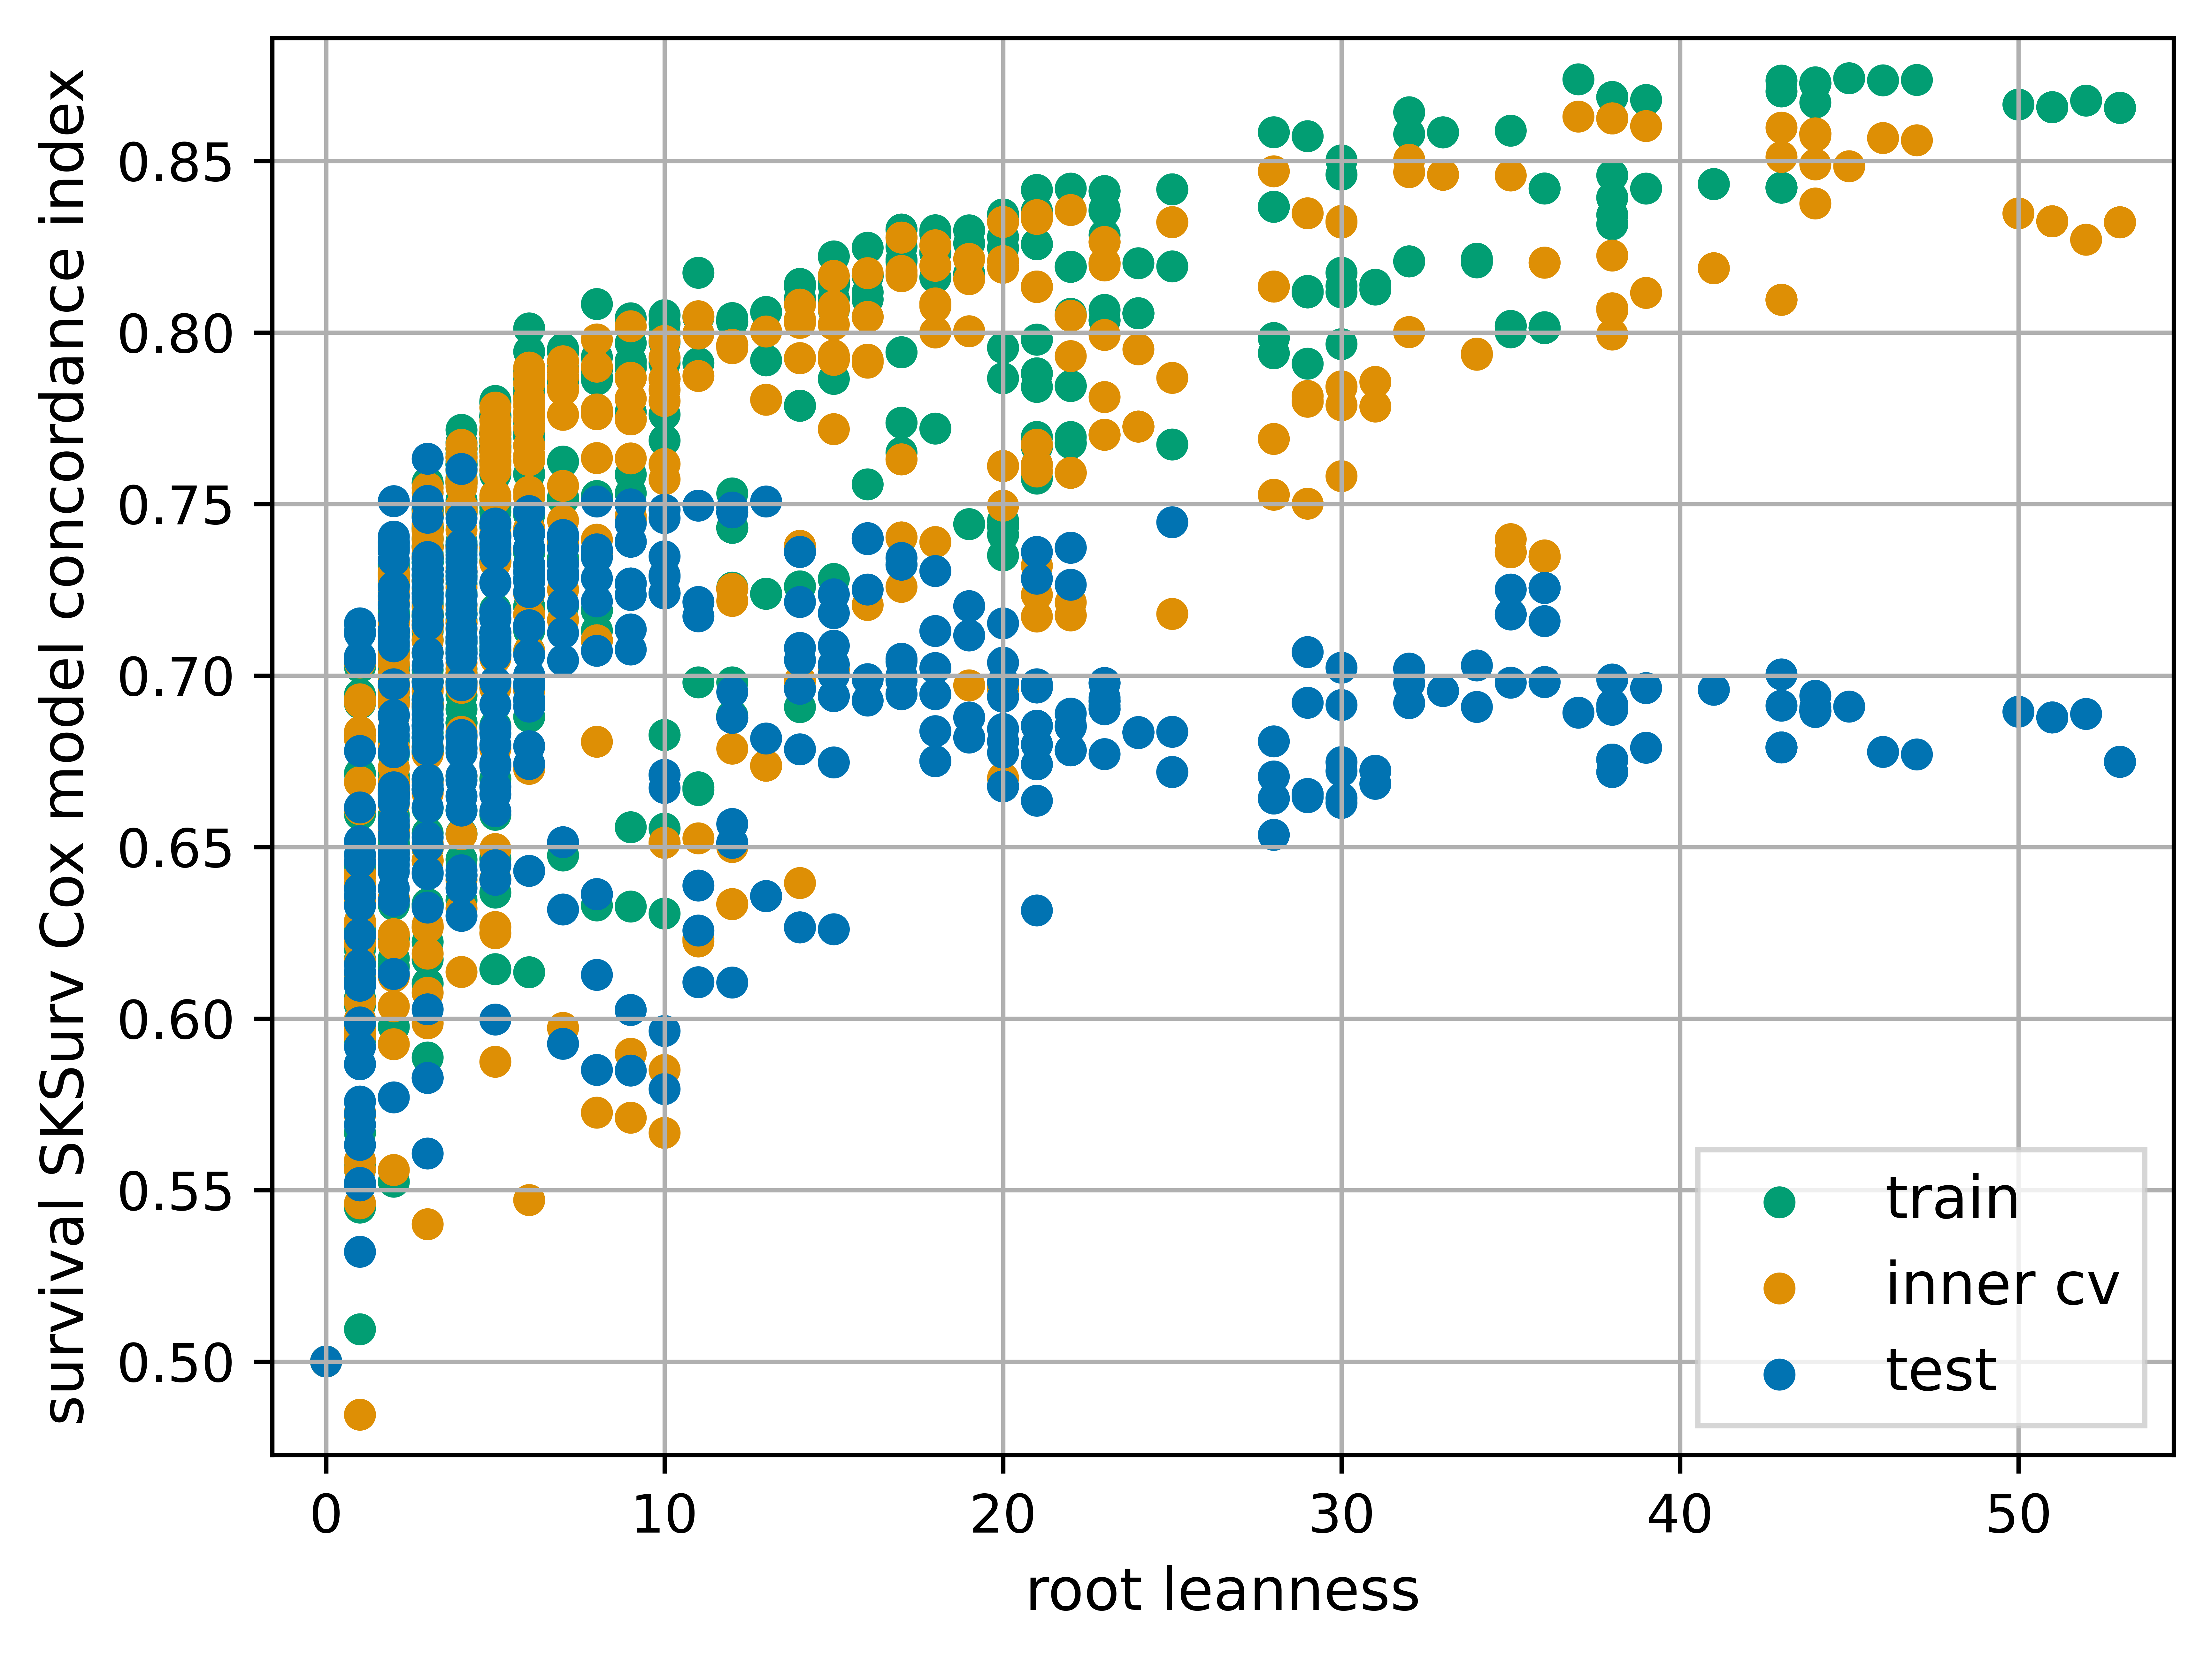 survival SKSurv Cox model concordance index
0.85
0.80
0.75
0.70
0.65
0.60
0.55
0.50
train
inner cv
test
0 10 20 30 40 50
root leanness